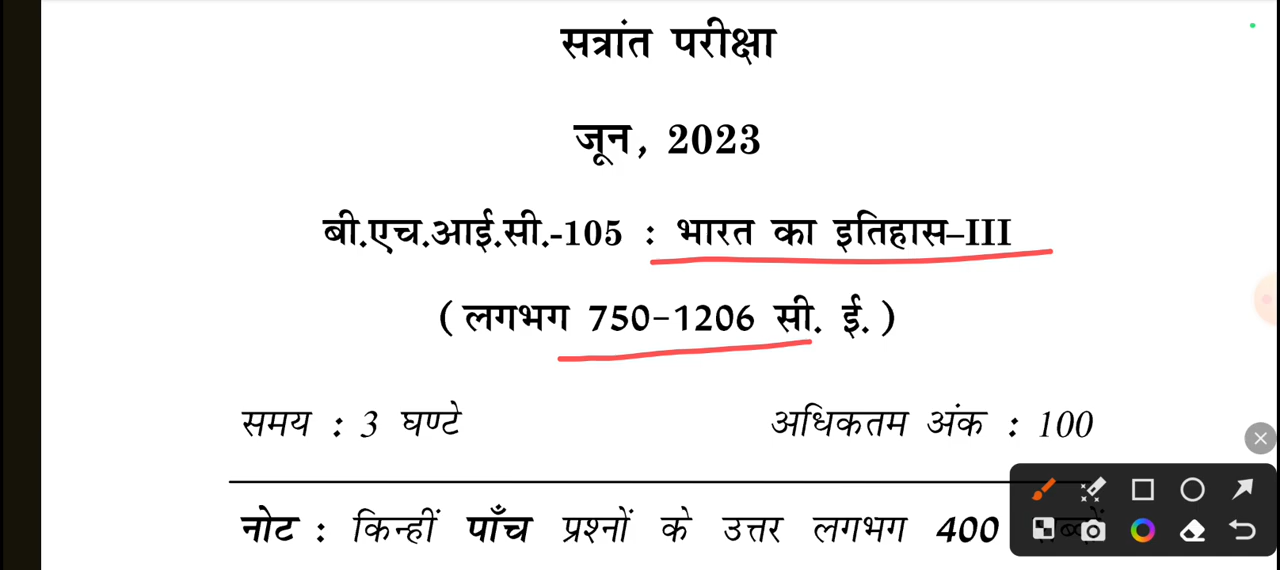 सत्रांत परीक्षा
जून, 2023
बी.एच.आई.सी.-105 : भारत का इतिहास–III
( लगभग 750–1206 सी. ई. )
समय : 3 घण्टे अधिकतम अंक : 100
नोट : किन्हीं पाँच प्रश्नों के उत्तर लगभग 400